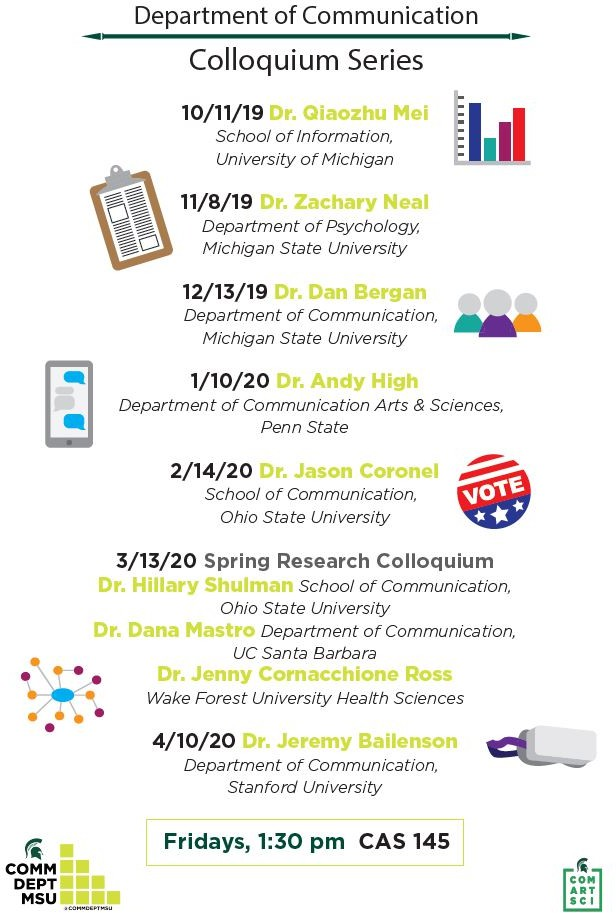 Department of Communication
Colloquium Series
10/11/19 Dr. Qiaozhu Mei
School of Information,
University of Michigan
11/8/19 Dr. Zachary Neal
Department of Psychology,
Michigan State University
12/13/19 Dr. Dan Bergan
Department of Communication,
Michigan State University
1/10/20 Dr. Andy High
Department of Communication Arts & Sciences,
Penn State
2/14/20 Dr. Jason Coronel
School of Communication,
Ohio State University
VOTE
3/13/20 Spring Research Colloquium
Dr. Hillary Shulman School of Communication,
Ohio State University
Dr. Dana Mastro Department of Communication,
UC Santa Barbara
Dr. Jenny Cornacchione Ross
Wake Forest University Health Sciences
4/10/20 Dr. Jeremy Bailenson
Department of Communication,
Stanford University
Fridays, 1:30 pm CAS 145
COMM
DEPT
MSU
@COMMDEPTMSU
COM
ART
SCI